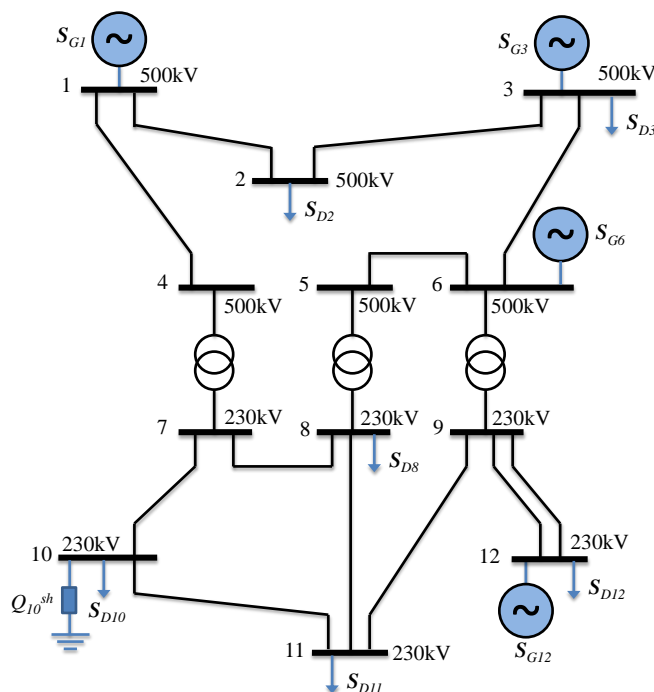 S_G1
S_G3
1
500kV
3
500kV
S_D3
2
500kV
S_D2
S_G6
4
500kV
5
500kV
6
500kV
7
230kV
8
230kV
9
230kV
S_D8
10
230kV
12
230kV
Q_10^sh
S_D10
S_D12
S_G12
11
230kV
S_D11